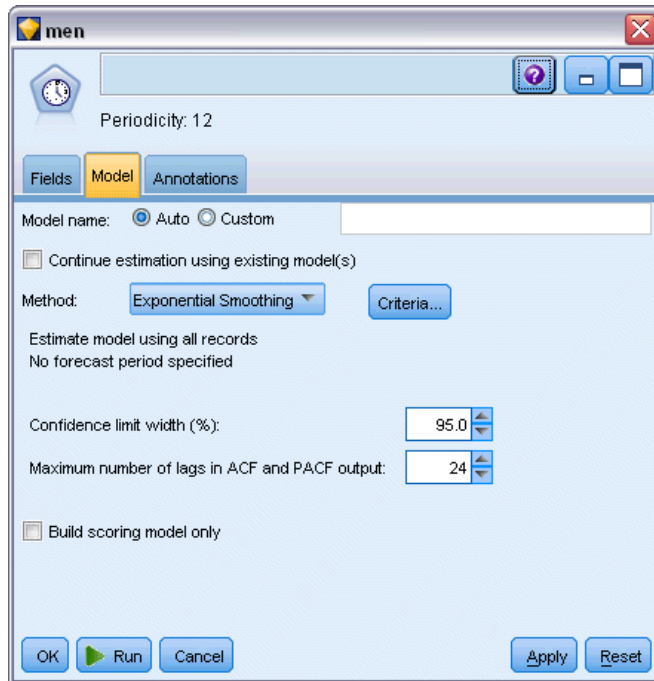 men
Periodicity: 12
Fields Model Annotations
Model name: Auto Custom
Continue estimation using existing model(s)
Method: Exponential Smoothing Criteria...
Estimate model using all records
No forecast period specified
Confidence limit width (%): 95.0
Maximum number of lags in ACF and PACF output: 24
Build scoring model only
OK Run Cancel Apply Reset